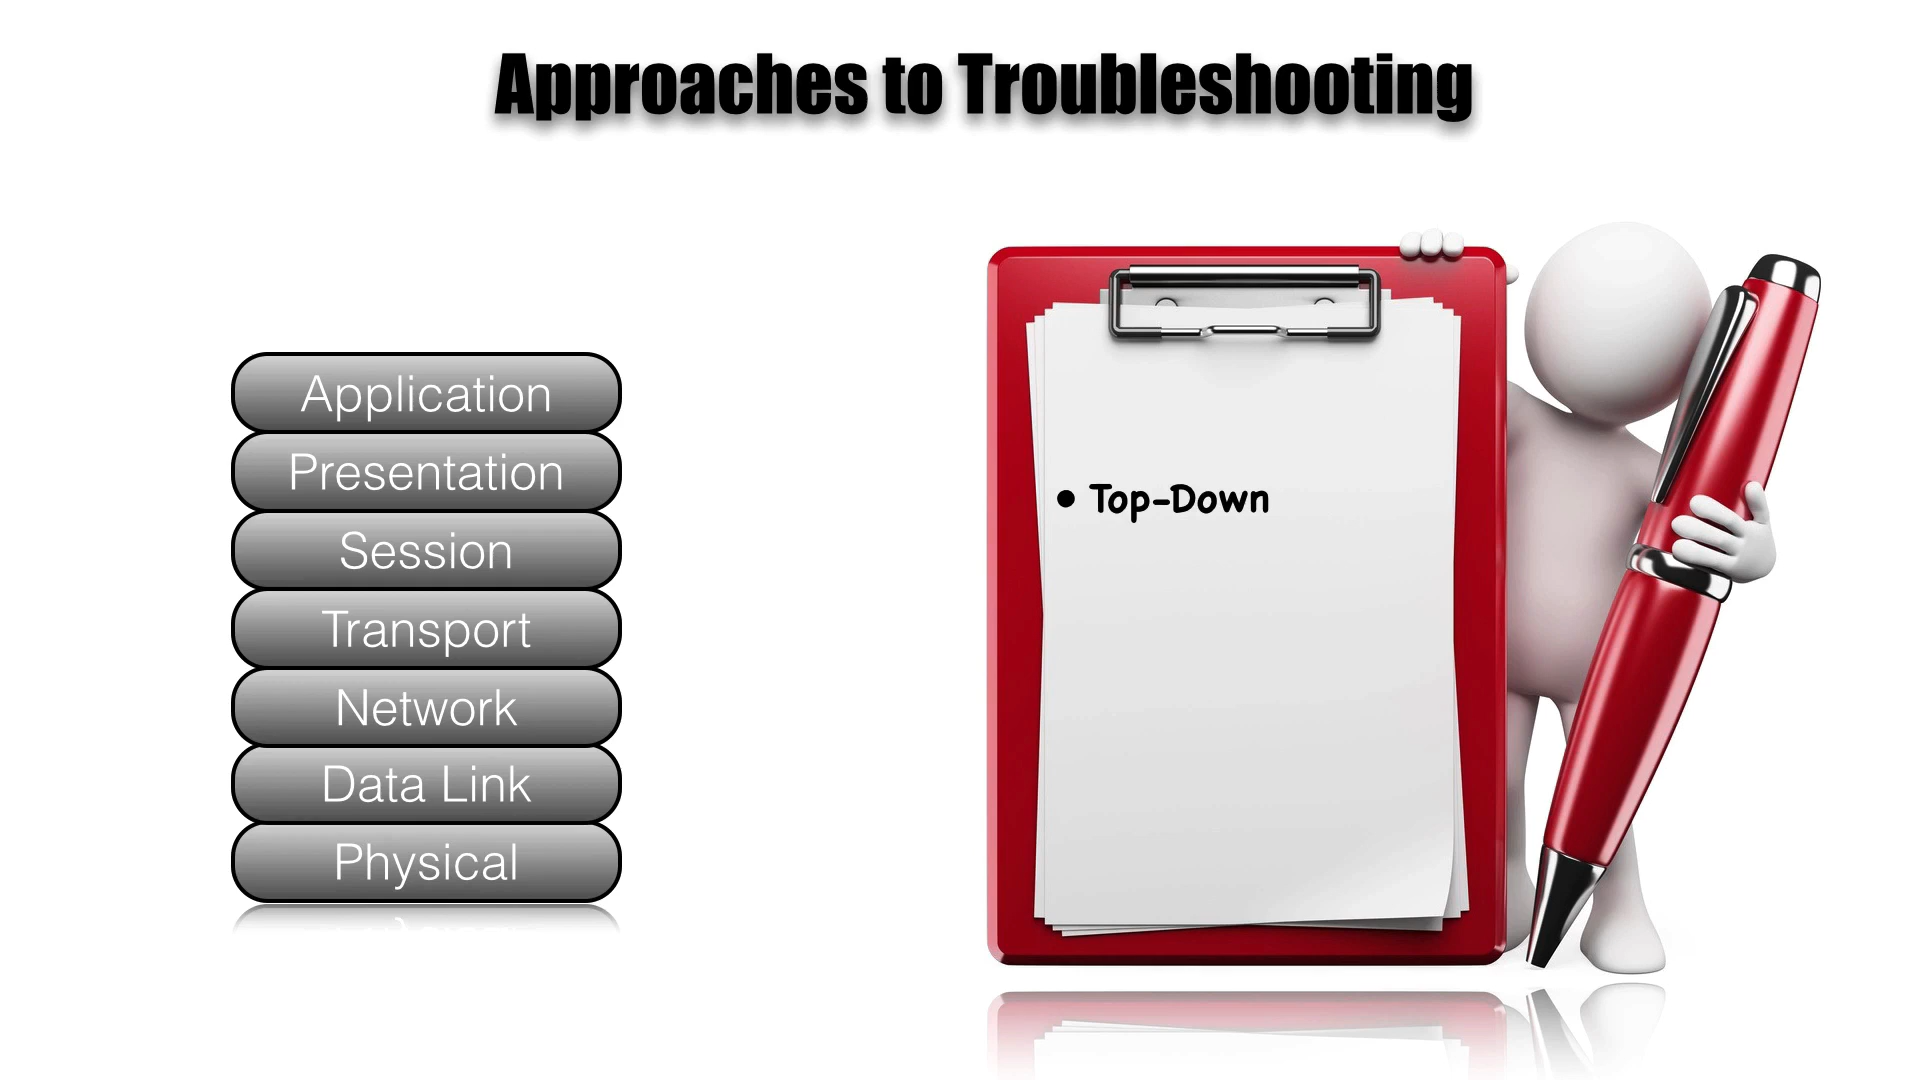 Approaches to Troubleshooting
Application
Presentation
Session
Transport
Network
Data Link
Physical
• Top-Down